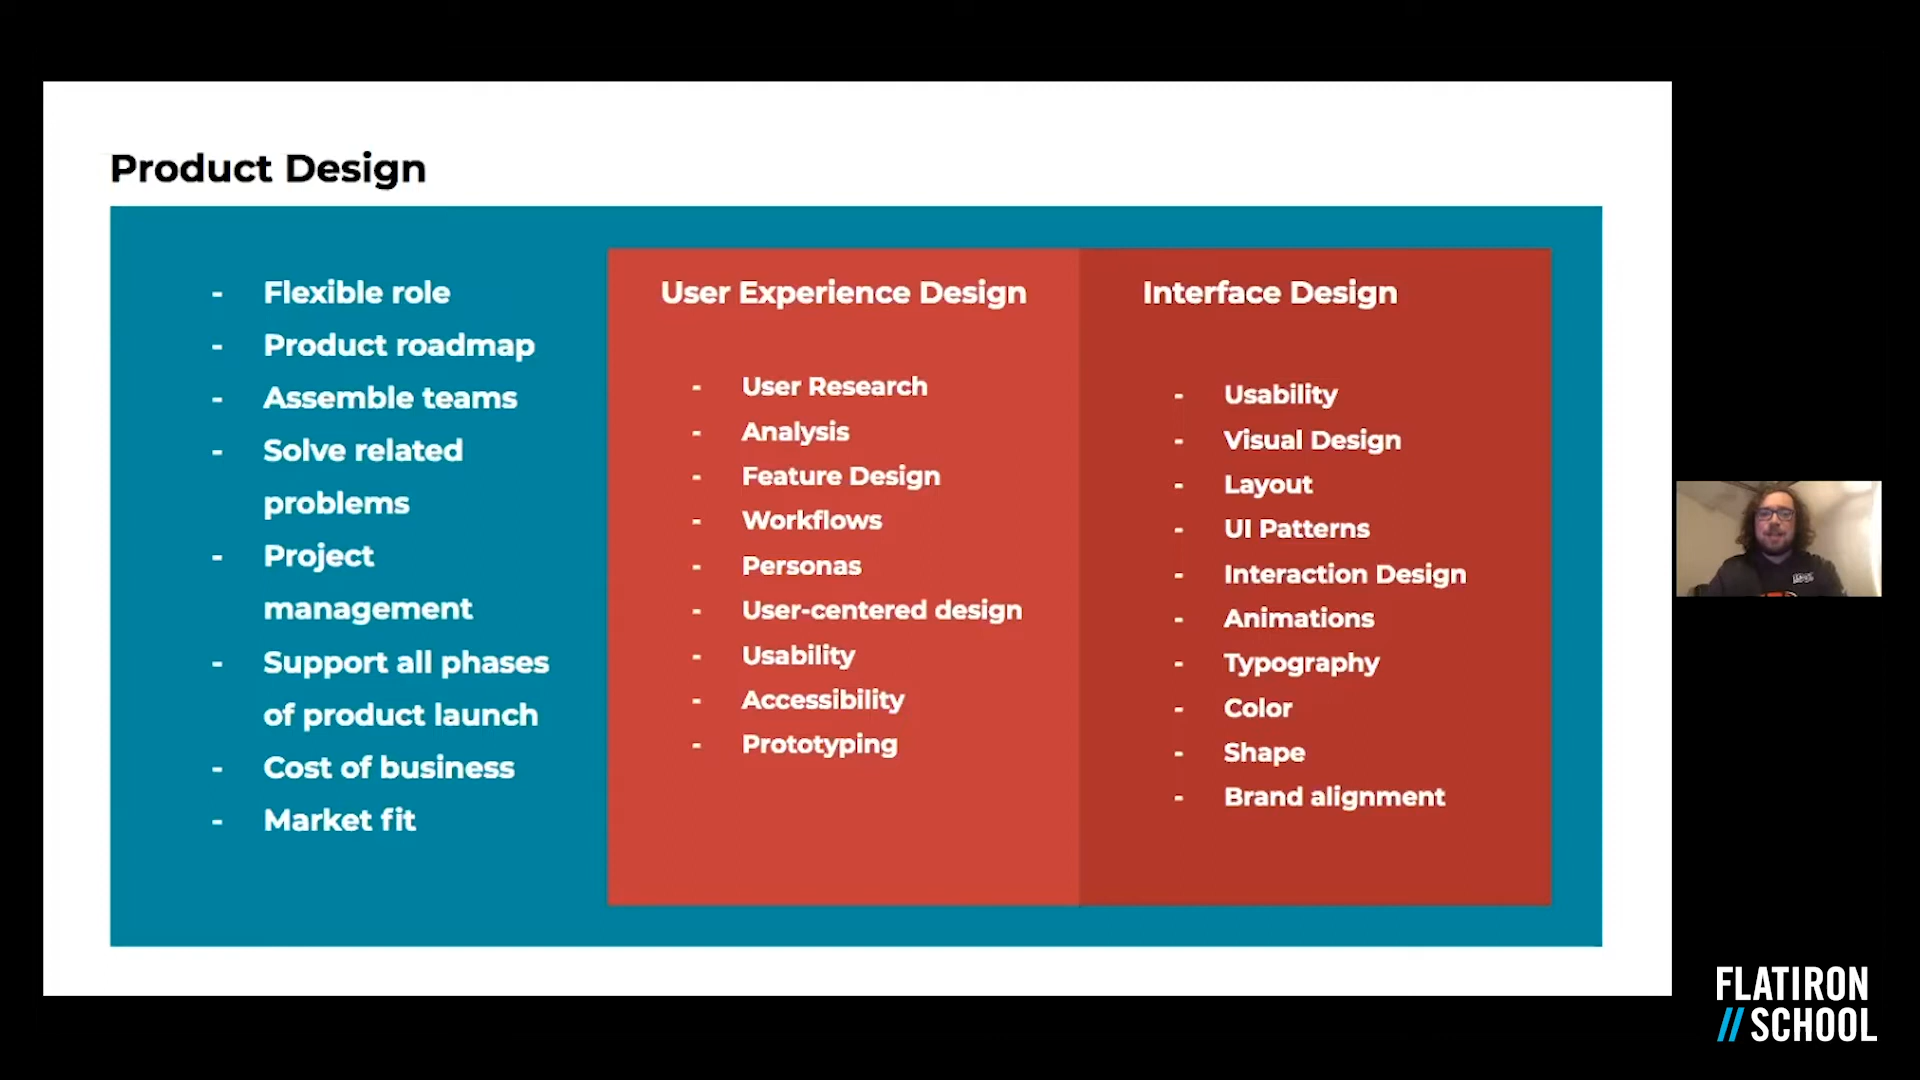 Product Design
- Flexible role
- Product roadmap
- Assemble teams
- Solve related
problems
- Project
management
- Support all phases
of product launch
- Cost of business
- Market fit
User Experience Design
- User Research
- Analysis
- Feature Design
- Workflows
- Personas
- User-centered design
- Usability
- Accessibility
- Prototyping
Interface Design
- Usability
- Visual Design
- Layout
- UI Patterns
- Interaction Design
- Animations
- Typography
- Color
- Shape
- Brand alignment
FLATIRON
// SCHOOL